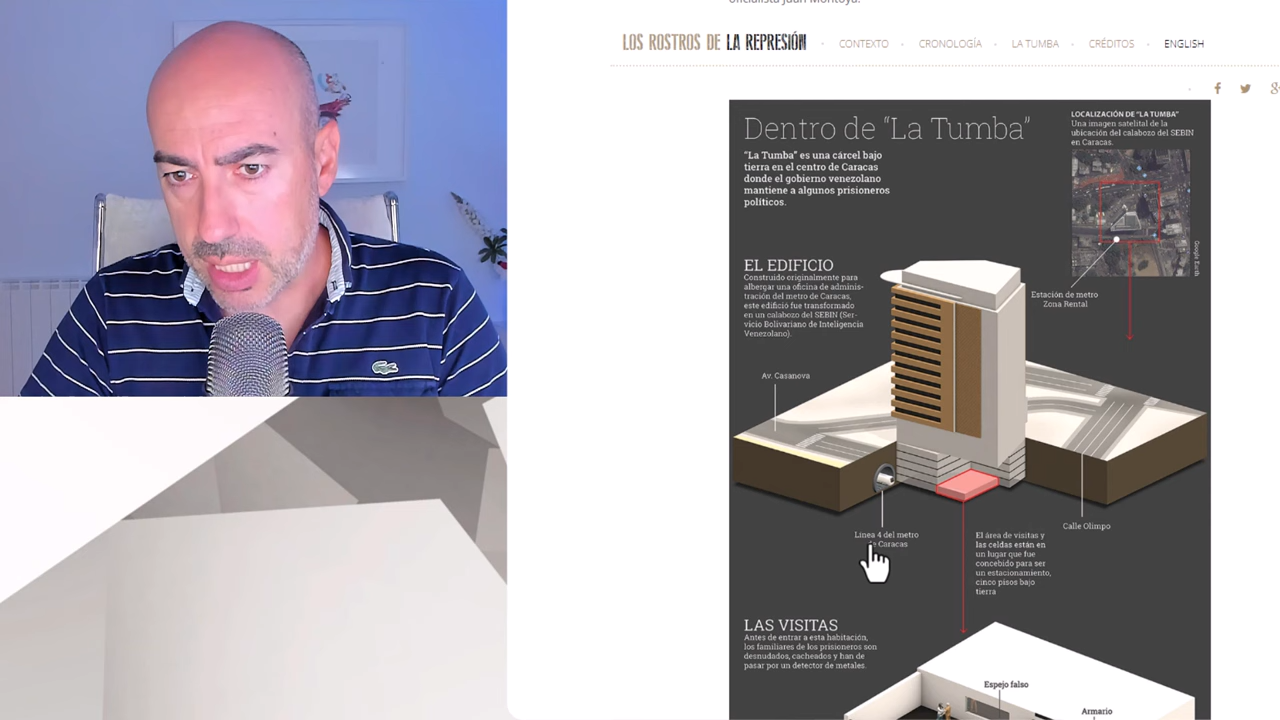 oficialista Juan Montoya.
LOS ROSTROS DE LA REPRESIÓN
CONTEXTO
CRONOLOGÍA
LA TUMBA
CRÉDITOS
ENGLISH
Dentro de “La Tumba”
“La Tumba” es una cárcel bajo
tierra en el centro de Caracas
donde el gobierno venezolano
mantiene a algunos prisioneros
políticos.
LOCALIZACIÓN DE “LA TUMBA”
Una imagen satelital de la
ubicación del calabozo del SEBIN
en Caracas.
Google Earth
Estación de metro
Zona Rental
EL EDIFICIO
Construido originalmente para
albergar una oficina de adminis-
tración del metro de Caracas,
este edificio fue transformado
en un calabozo del SEBIN (Ser-
vicio Bolivariano de Inteligencia
Venezolano).
Av. Casanova
Línea 4 del metro
de Caracas
Calle Olimpo
El área de visitas y
las celdas están en
un lugar que fue
concebido para ser
un estacionamiento,
cinco pisos bajo
tierra
LAS VISITAS
Antes de entrar a esta habitación,
los familiares de los prisioneros son
desnudados, cacheados y han de
pasar por un detector de metales.
Espejo falso
Armario